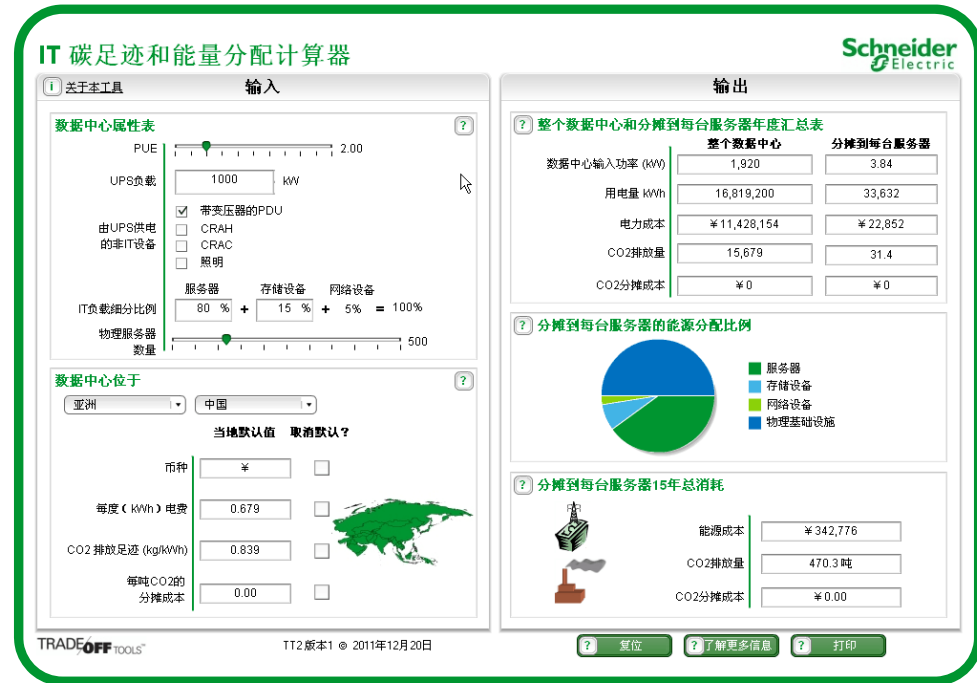 IT 碳足迹和能量分配计算器
Schneider
Electric
i 关于本工具
输入
数据中心属性表
?
PUE
2.00
UPS负载
1000
kW
由UPS供电
的非IT设备
带变压器的PDU
CRAH
CRAC
照明
服务器 存储设备 网络设备
IT负载细分比例
80 % + 15 % + 5% = 100%
物理服务器
数量
500
数据中心位于
?
亚洲 中国
当地默认值 取消默认?
币种
¥
每度(kWh)电费
0.679
CO2 排放足迹 (kg/kWh)
0.839
每吨CO2的
分摊成本
0.00
输出
? 整个数据中心和分摊到每台服务器年度汇总表
整个数据中心 分摊到每台服务器
数据中心输入功率 (kW) 1,920 3.84
用电量 kWh 16,819,200 33,632
电力成本 ¥11,428,154 ¥22,852
CO2排放量 15,679 31.4
CO2分摊成本 ¥0 ¥0
? 分摊到每台服务器的能源分配比例
服务器
存储设备
网络设备
物理基础设施
? 分摊到每台服务器15年总消耗
能源成本 ¥342,776
CO2排放量 470.3 吨
CO2分摊成本 ¥0.00
TRADE OFF TOOLS™
TT2 版本1 © 2011年12月20日
? 复位
? 了解更多信息
? 打印